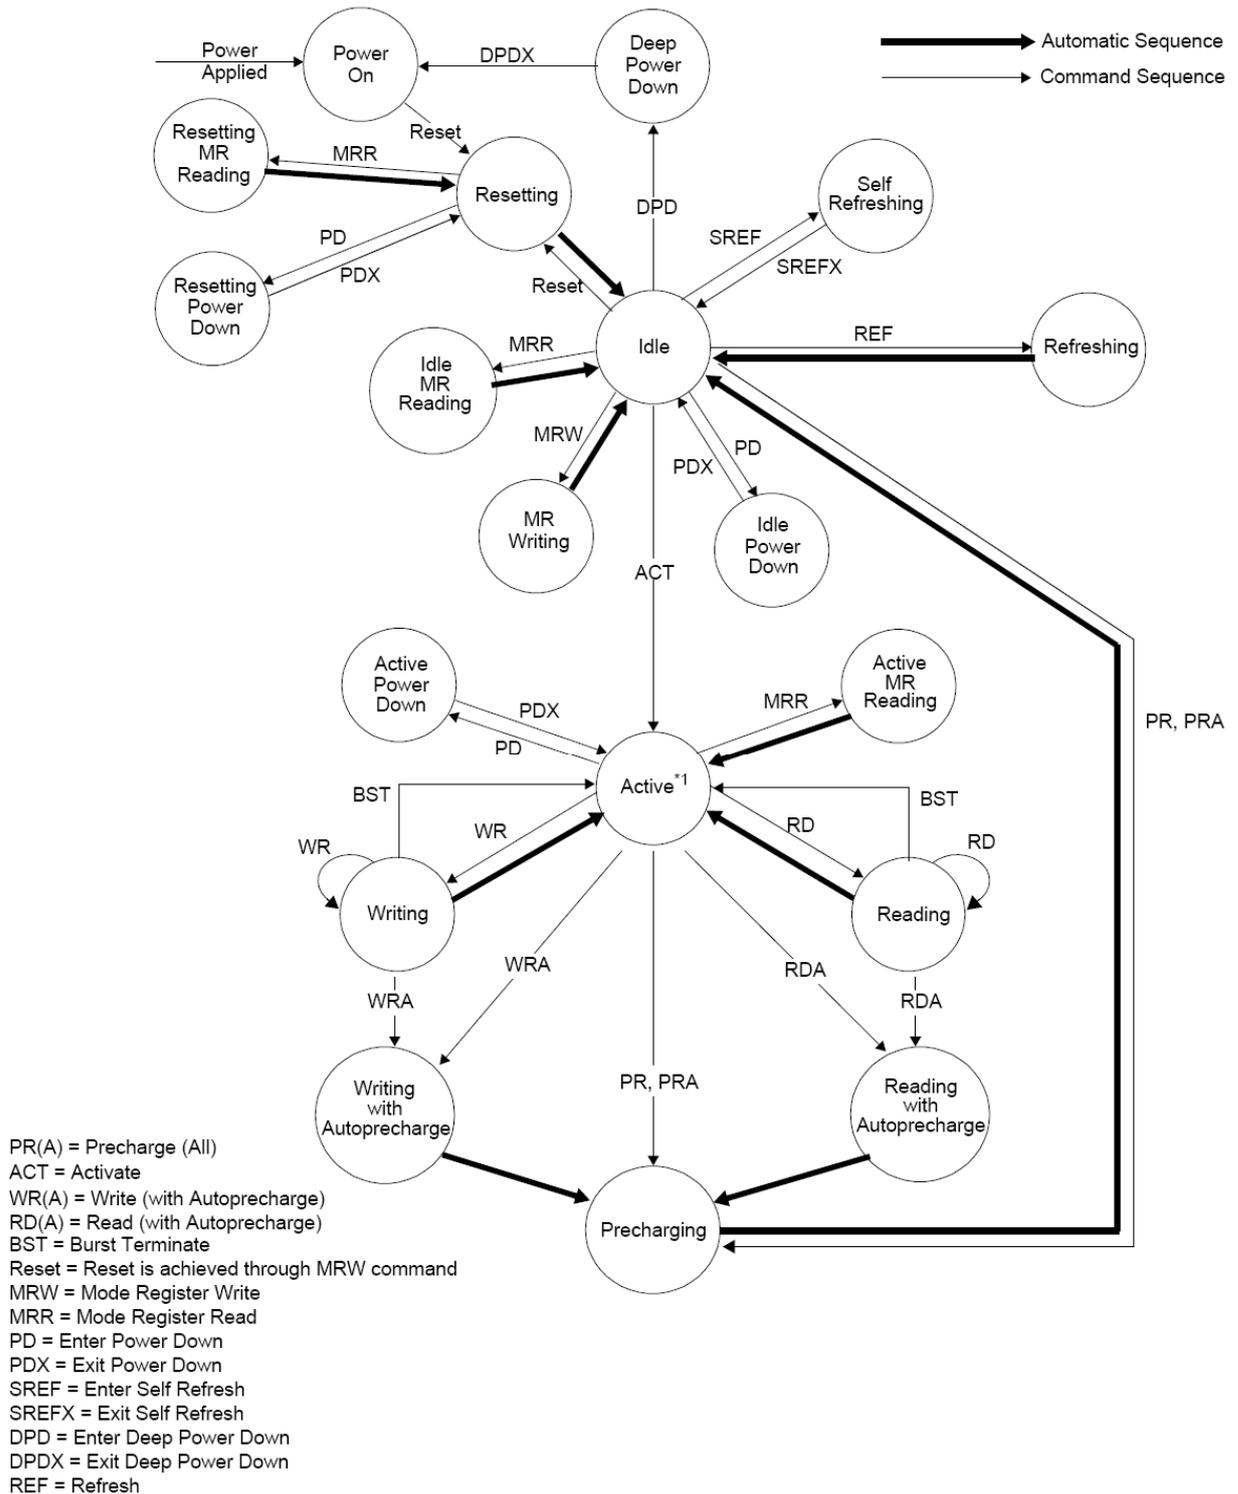 Power
Applied
Power
On
DPDX
Deep
Power
Down
Automatic Sequence
Command Sequence
Reset
Resetting
MR
Reading
MRR
Resetting
Self
Refreshing
DPD
SREF
SREFX
PD
PDX
Resetting
Power
Down
Reset
Idle
REF
Refreshing
MRR
Idle
MR
Reading
MRW
PD
PDX
MR
Writing
Idle
Power
Down
ACT
Active
Power
Down
PDX
PD
MRR
Active
MR
Reading
PR, PRA
Active*1
BST
BST
WR
RD
WR
RD
Writing
Reading
WRA
RDA
WRA
RDA
PR, PRA
Writing
with
Autoprecharge
Reading
with
Autoprecharge
Precharging
PR(A) = Precharge (All)
ACT = Activate
WR(A) = Write (with Autoprecharge)
RD(A) = Read (with Autoprecharge)
BST = Burst Terminate
Reset = Reset is achieved through MRW command
MRW = Mode Register Write
MRR = Mode Register Read
PD = Enter Power Down
PDX = Exit Power Down
SREF = Enter Self Refresh
SREFX = Exit Self Refresh
DPD = Enter Deep Power Down
DPDX = Exit Deep Power Down
REF = Refresh